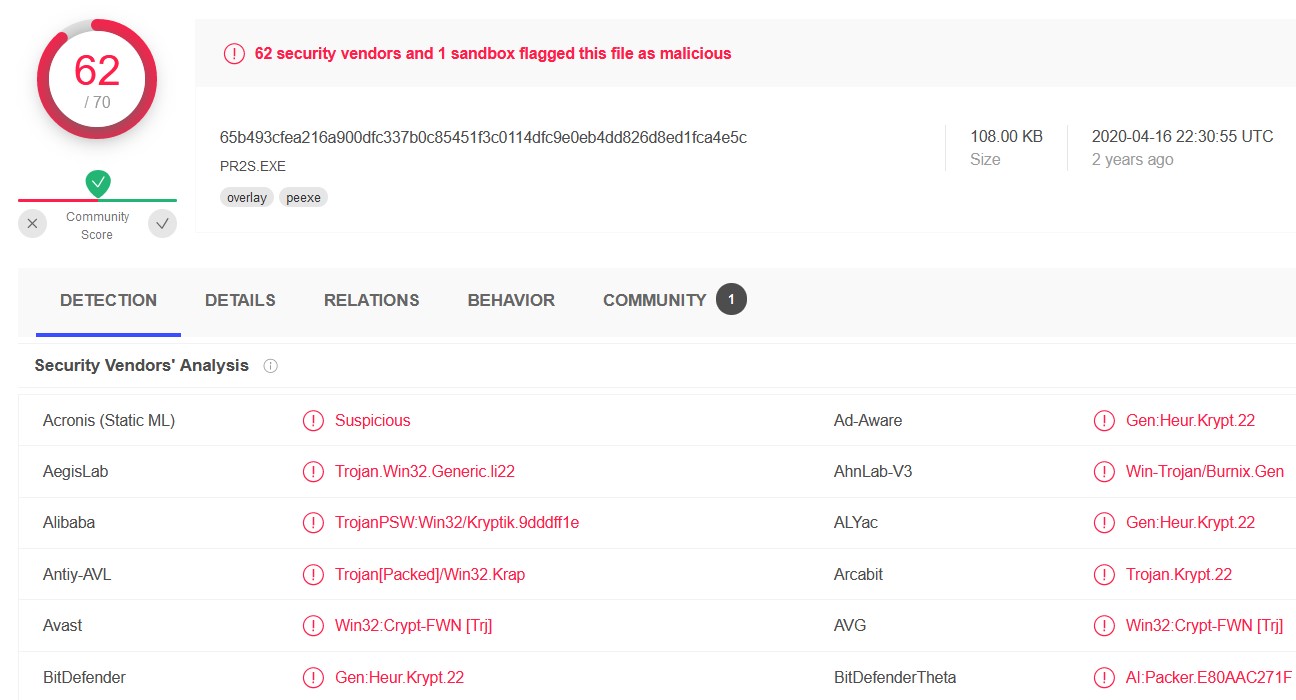 62
/ 70
Community
Score
62 security vendors and 1 sandbox flagged this file as malicious
65b493cfea216a900dfc337b0c85451f3c0114dfc9e0eb4dd826d8ed1fca4e5c
PR2S.EXE
overlay peexe
108.00 KB
Size
2020-04-16 22:30:55 UTC
2 years ago
DETECTION DETAILS RELATIONS BEHAVIOR COMMUNITY 1
Security Vendors' Analysis
Acronis (Static ML) Suspicious Ad-Aware Gen:Heur.Krypt.22
AegisLab Trojan.Win32.Generic.li22 AhnLab-V3 Win-Trojan/Burnix.Gen
Alibaba TrojanPSW:Win32/Kryptik.9dddff1e ALYac Gen:Heur.Krypt.22
Antiy-AVL Trojan[Packed]/Win32.Krap Arcabit Trojan.Krypt.22
Avast Win32:Crypt-FWN [Trj] AVG Win32:Crypt-FWN [Trj]
BitDefender Gen:Heur.Krypt.22 BitDefenderTheta AI:Packer.E80AAC271F